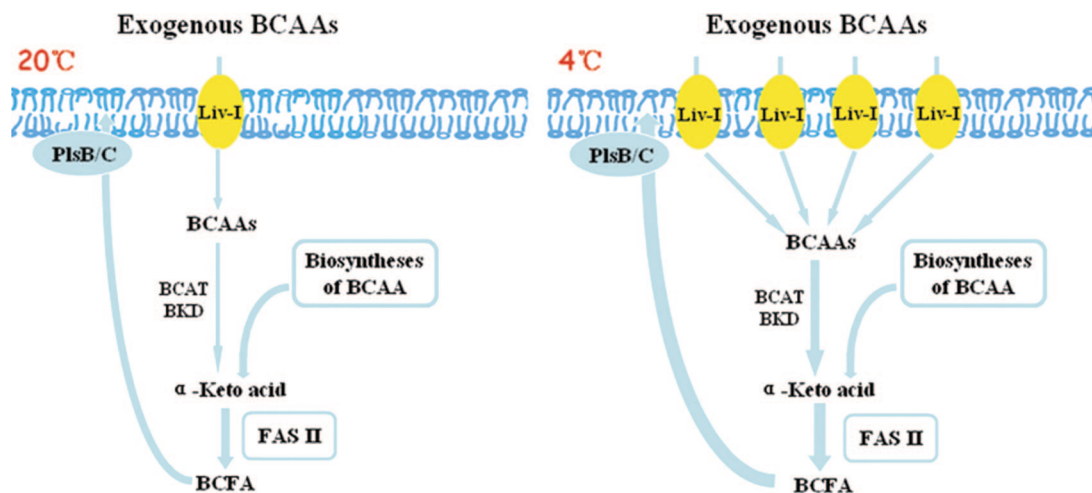 Exogenous BCAAs
20℃
Liv-I
PlsB/C
BCAAs
Biosyntheses
of BCAA
BCAT
BKD
α-Keto acid
FAS II
BCFA
Exogenous BCAAs
4℃
Liv-I
Liv-I
Liv-I
Liv-I
PlsB/C
BCAAs
Biosyntheses
of BCAA
BCAT
BKD
α-Keto acid
FAS II
BCFA